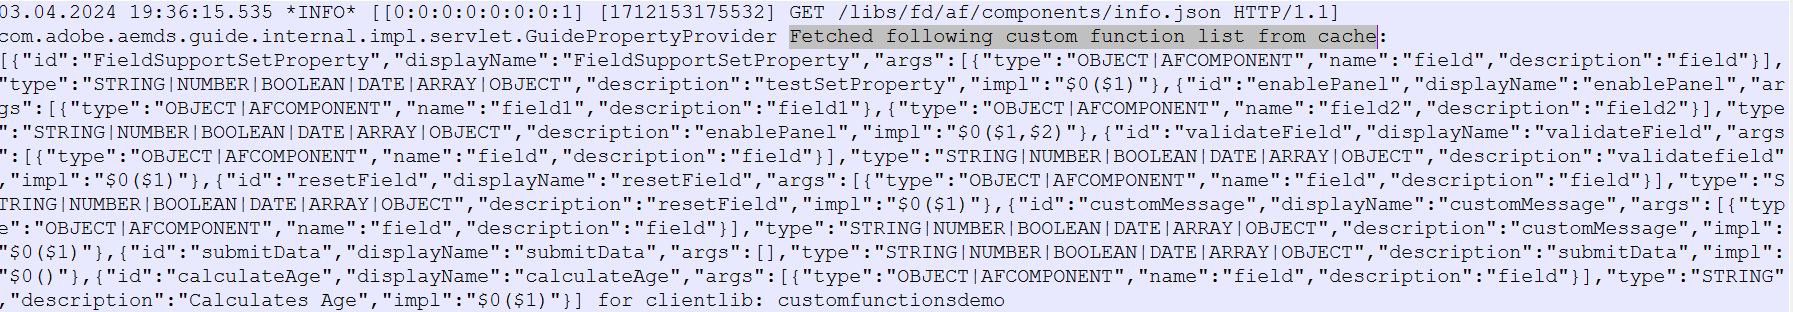 03.04.2024 19:36:15.535 *INFO* [[0:0:0:0:0:0:0:1] [1712153175532] GET /libs/fd/af/components/info.json HTTP/1.1]
com.adobe.aemds.guide.internal.impl.servlet.GuidePropertyProvider Fetched following custom function list from cache:
[{"id":"FieldSupportSetProperty","displayName":"FieldSupportSetProperty","args":[{"type":"OBJECT|AFCOMPONENT","name":"field","description":"field"}],
"type":"STRING|NUMBER|BOOLEAN|DATE|ARRAY|OBJECT","description":"testSetProperty","impl":"$0($1)"},{"id":"enablePanel","displayName":"enablePanel","ar
gs":[{"type":"OBJECT|AFCOMPONENT","name":"field1","description":"field1"},{"type":"OBJECT|AFCOMPONENT","name":"field2","description":"field2"}],"type
":"STRING|NUMBER|BOOLEAN|DATE|ARRAY|OBJECT","description":"enablePanel","impl":"$0($1,$2)"},{"id":"validateField","displayName":"validateField","args
":[{"type":"OBJECT|AFCOMPONENT","name":"field","description":"field"}],"type":"STRING|NUMBER|BOOLEAN|DATE|ARRAY|OBJECT","description":"validatefield"
,"impl":"$0($1)"},{"id":"resetField","displayName":"resetField","args":[{"type":"OBJECT|AFCOMPONENT","name":"field","description":"field"}],"type":"S
TRING|NUMBER|BOOLEAN|DATE|ARRAY|OBJECT","description":"resetField","impl":"$0($1)"},{"id":"customMessage","displayName":"customMessage","args":[{"typ
e":"OBJECT|AFCOMPONENT","name":"field","description":"field"}],"type":"STRING|NUMBER|BOOLEAN|DATE|ARRAY|OBJECT","description":"customMessage","impl":
"$0($1)"},{"id":"submitData","displayName":"submitData","args":[],"type":"STRING|NUMBER|BOOLEAN|DATE|ARRAY|OBJECT","description":"submitData","impl":
"$0()"},{"id":"calculateAge","displayName":"calculateAge","args":[{"type":"OBJECT|AFCOMPONENT","name":"field","description":"field"}],"type":"STRING"
,"description":"Calculates Age","impl":"$0($1)"}] for clientlib: customfunctionsdemo